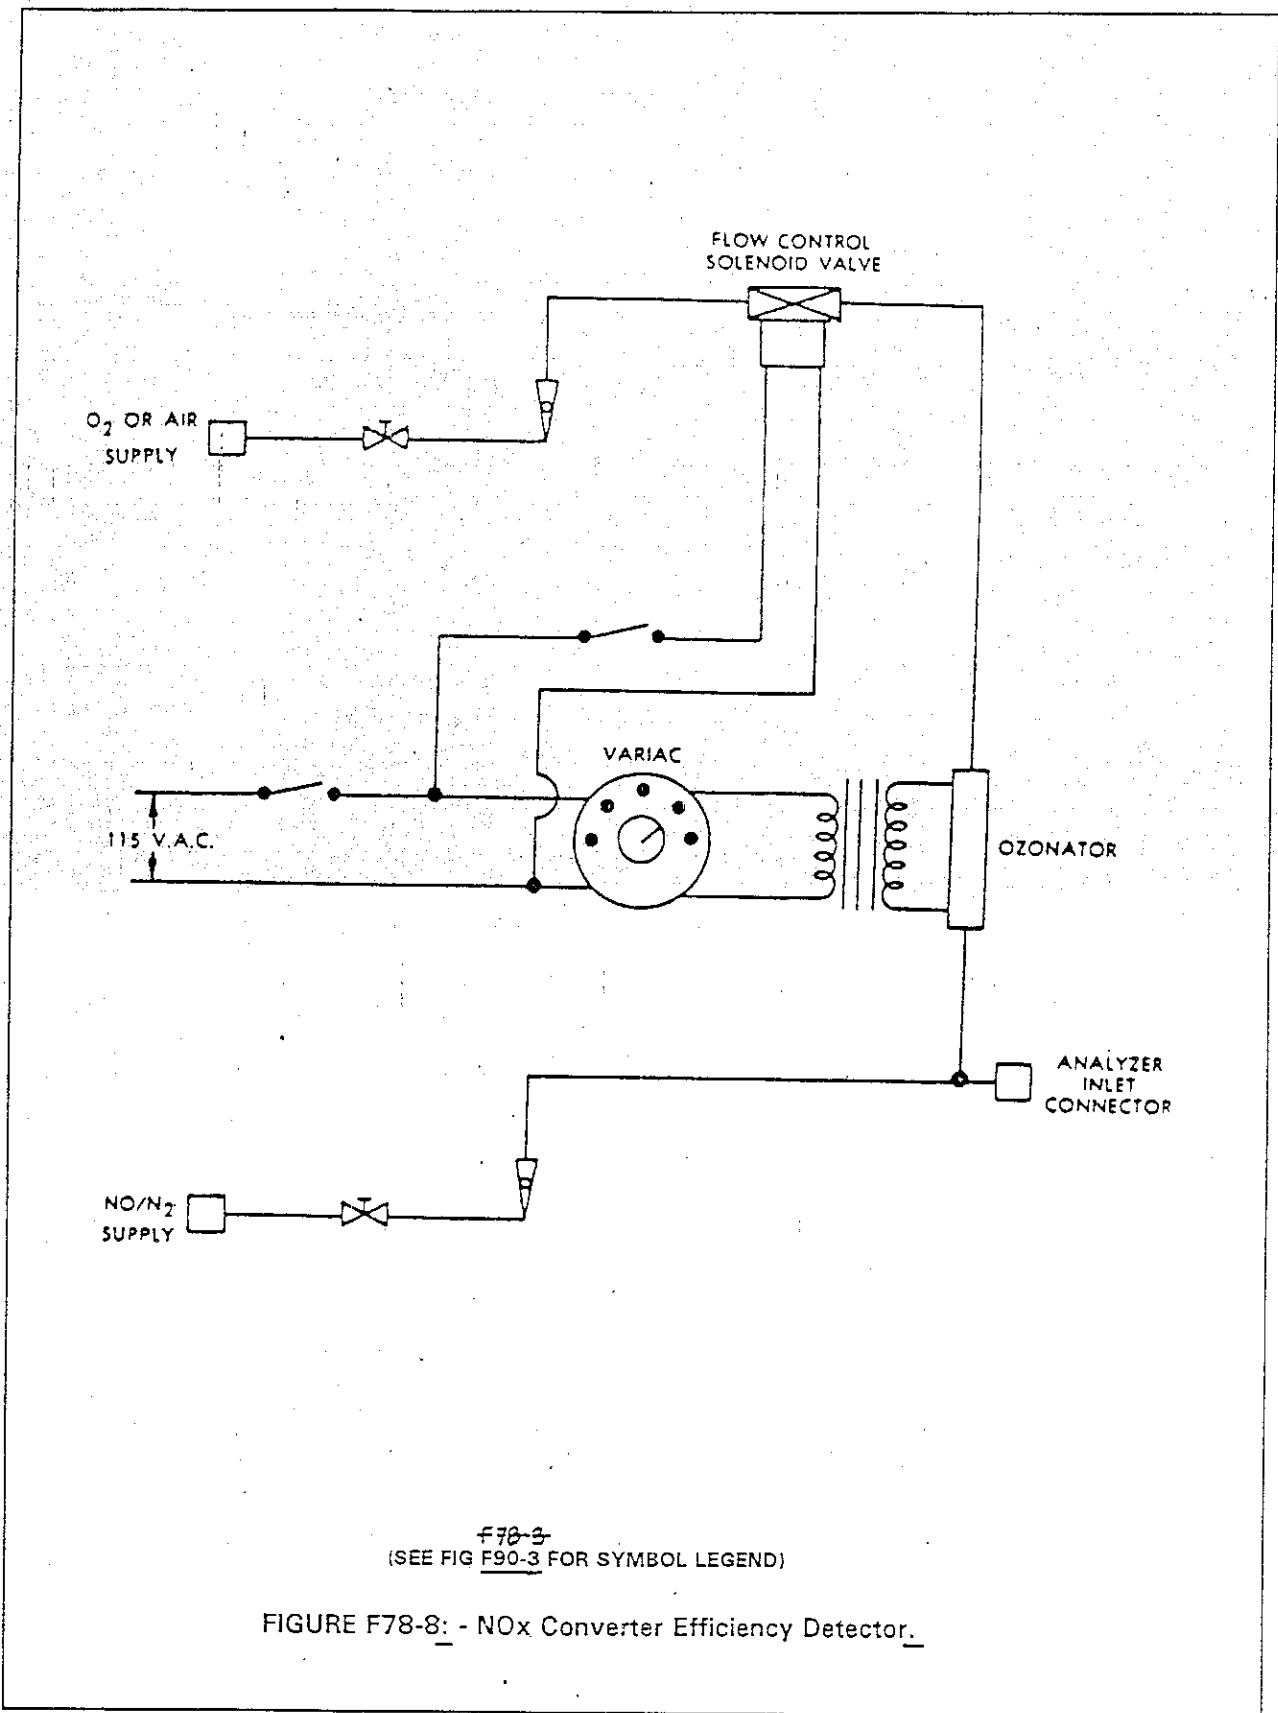 FLOW CONTROL
SOLENOID VALVE
O₂ OR AIR
SUPPLY
VARIAC
115 V.A.C.
OZONATOR
ANALYZER
INLET
CONNECTOR
NO/N₂
SUPPLY
F78-3
(SEE FIG F90-3 FOR SYMBOL LEGEND)
FIGURE F78-8: - NOx Converter Efficiency Detector.